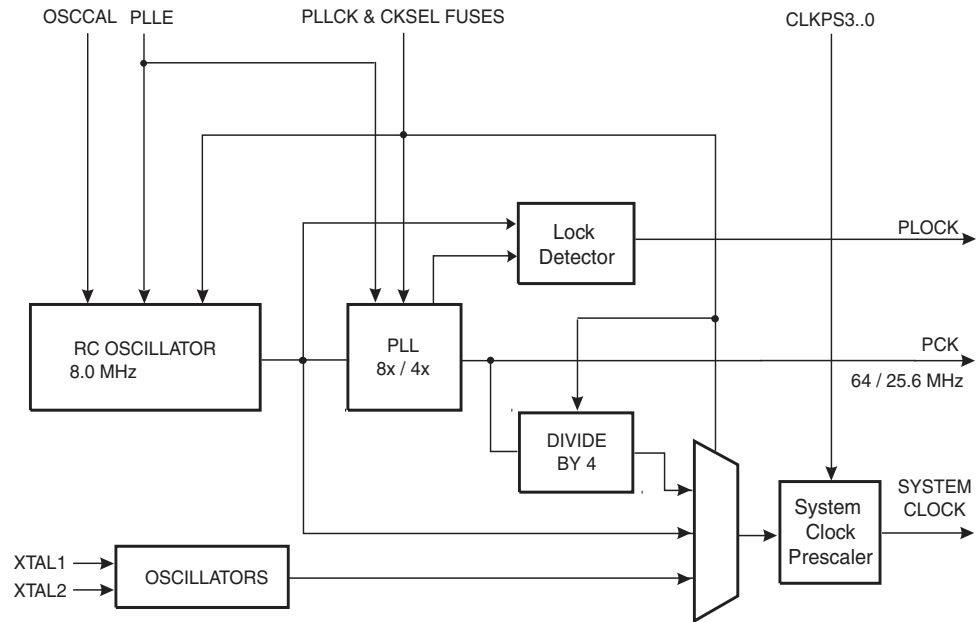 OSCCAL
PLLE
PLLCK & CKSEL FUSES
CLKPS3..0
Lock
Detector
PLOCK
RC OSCILLATOR
8.0 MHz
PLL
8x / 4x
PCK
64 / 25.6 MHz
DIVIDE
BY 4
SYSTEM
CLOCK
System
Clock
Prescaler
XTAL1
XTAL2
OSCILLATORS